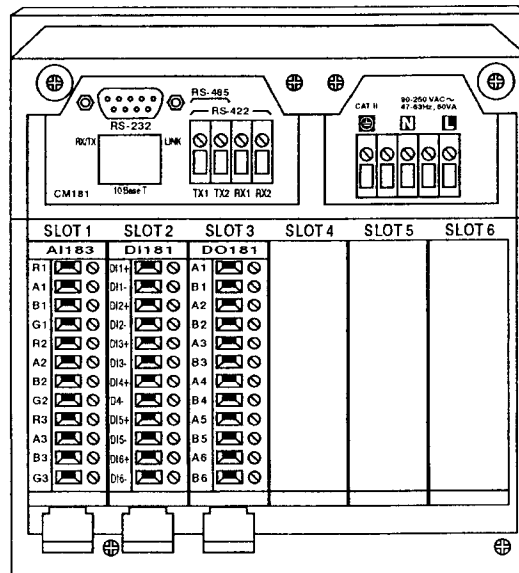 RS-485
RS-422
RS-232
RX/TX
LINK
10Base T
CM181
TX1 TX2 RX1 RX2
CAT II
90-250 VAC ~
47-63Hz, 50VA
N
L
SLOT 1 SLOT 2 SLOT 3 SLOT 4 SLOT 5 SLOT 6
AI183 DI181 DO181
R1 DI1+ A1
A1 DI1- B1
B1 DI2+ A2
G1 DI2- B2
R2 DI3+ A3
A2 DI3- B3
B2 DI4+ A4
G2 D4- B4
R3 DI5+ A5
A3 DI5- B5
B3 DI6+ A6
G3 DI6- B6